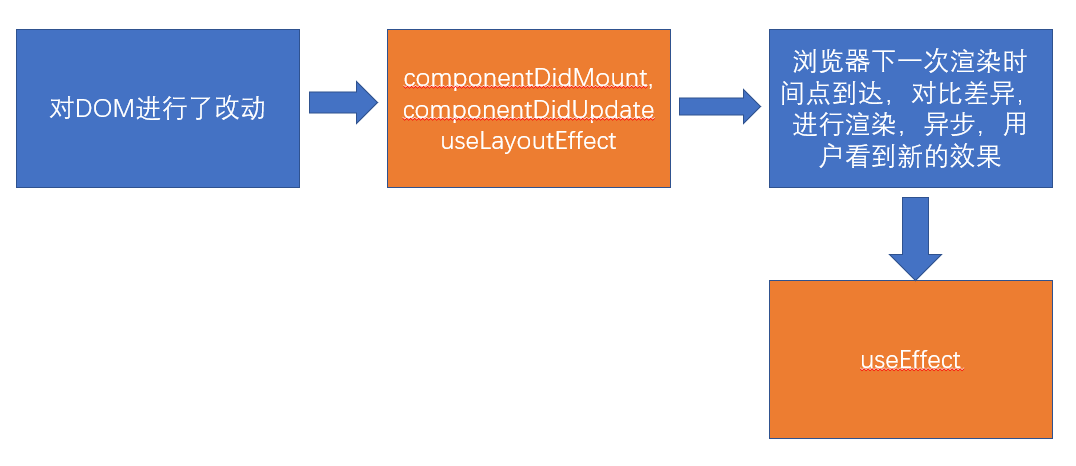 对DOM进行了改动
componentDidMount,
componentDidUpdate
useLayoutEffect
浏览器下一次渲染时
间点到达，对比差异，
进行渲染，异步，用
户看到新的效果
useEffect